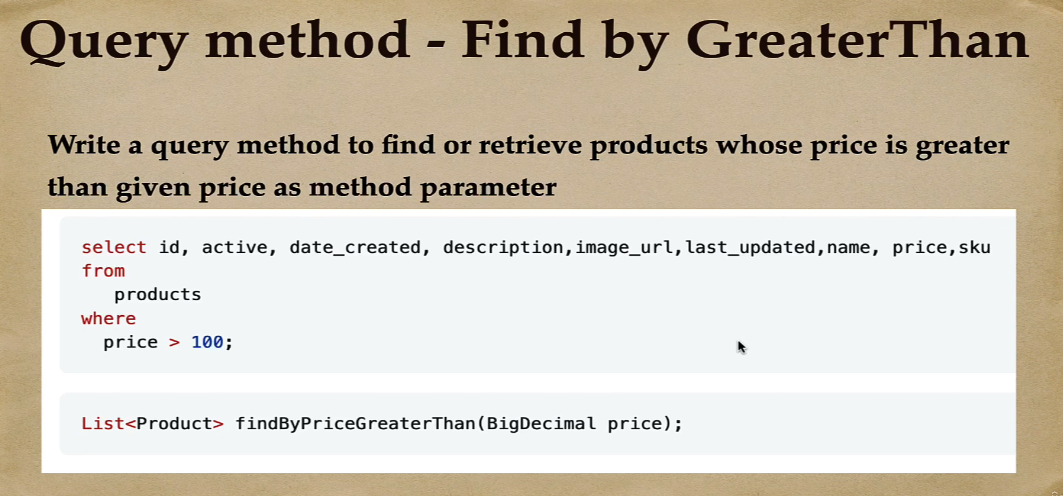 Query method - Find by GreaterThan
Write a query method to find or retrieve products whose price is greater
than given price as method parameter
select id, active, date_created, description,image_url,last_updated,name, price,sku
from
products
where
price > 100;
List<Product> findByPriceGreaterThan(BigDecimal price);